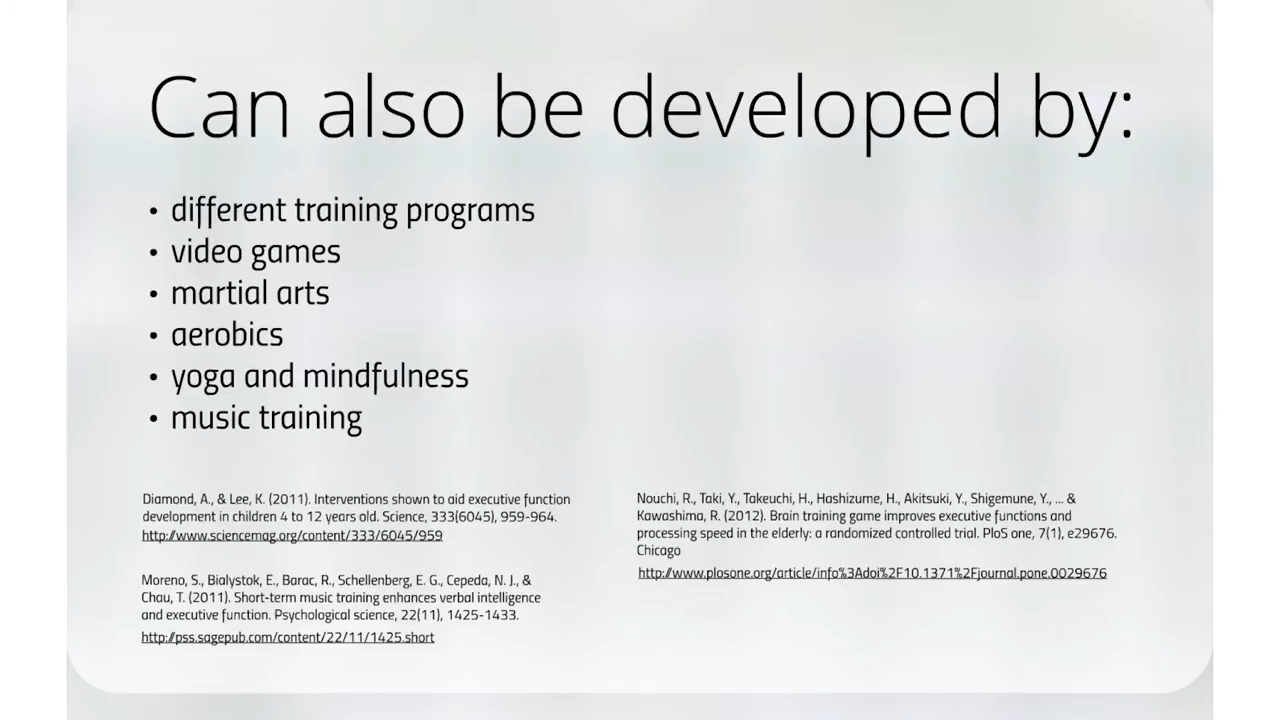 Can also be developed by:
• different training programs
• video games
• martial arts
• aerobics
• yoga and mindfulness
• music training
Diamond, A., & Lee, K. (2011). Interventions shown to aid executive function
development in children 4 to 12 years old. Science, 333(6045), 959-964.
http://www.sciencemag.org/content/333/6045/959
Moreno, S., Bialystok, E., Barac, R., Schellenberg, E. G., Cepeda, N. J., &
Chau, T. (2011). Short-term music training enhances verbal intelligence
and executive function. Psychological science, 22(11), 1425-1433.
http://pss.sagepub.com/content/22/11/1425.short
Nouchi, R., Taki, Y., Takeuchi, H., Hashizume, H., Akitsuki, Y., Shigemune, Y., ... &
Kawashima, R. (2012). Brain training game improves executive functions and
processing speed in the elderly: a randomized controlled trial. PloS one, 7(1), e29676.
Chicago
http://www.plosone.org/article/info%3Adoi%2F10.1371%2Fjournal.pone.0029676